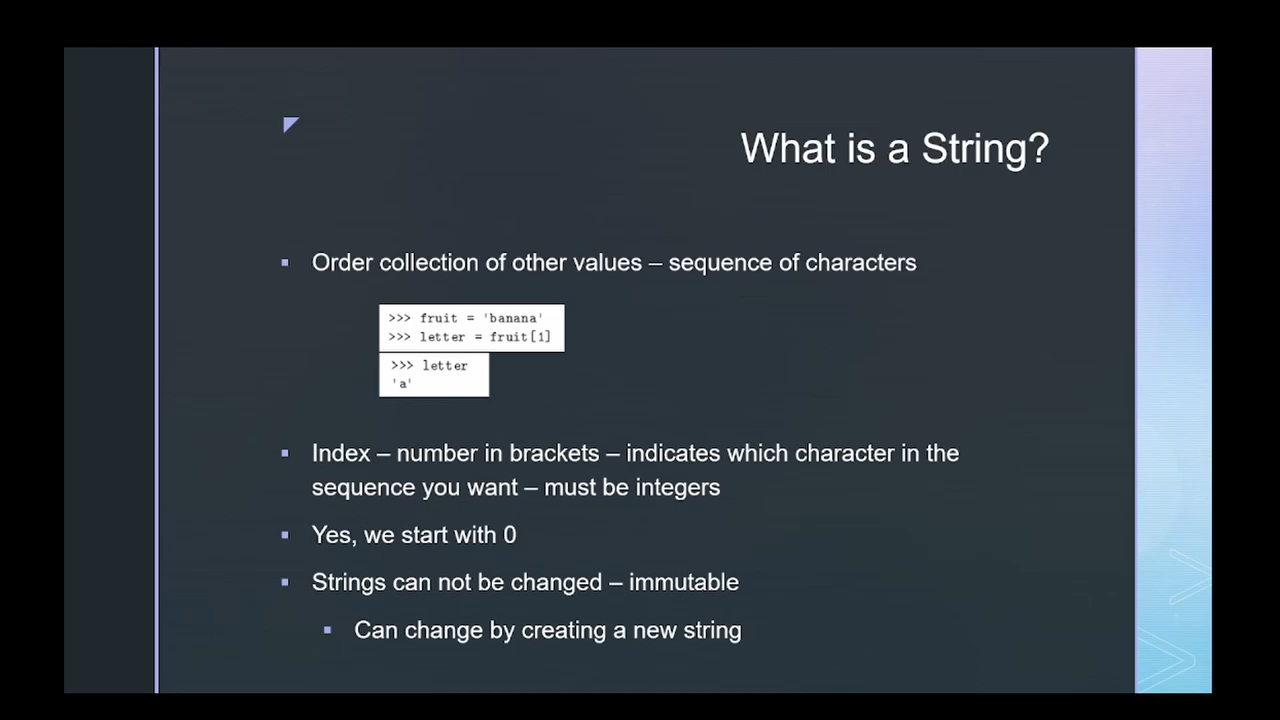 What is a String?
Order collection of other values – sequence of characters
>>> fruit = 'banana'
>>> letter = fruit[1]
>>> letter
'a'
Index – number in brackets – indicates which character in the
sequence you want – must be integers
Yes, we start with 0
Strings can not be changed – immutable
Can change by creating a new string